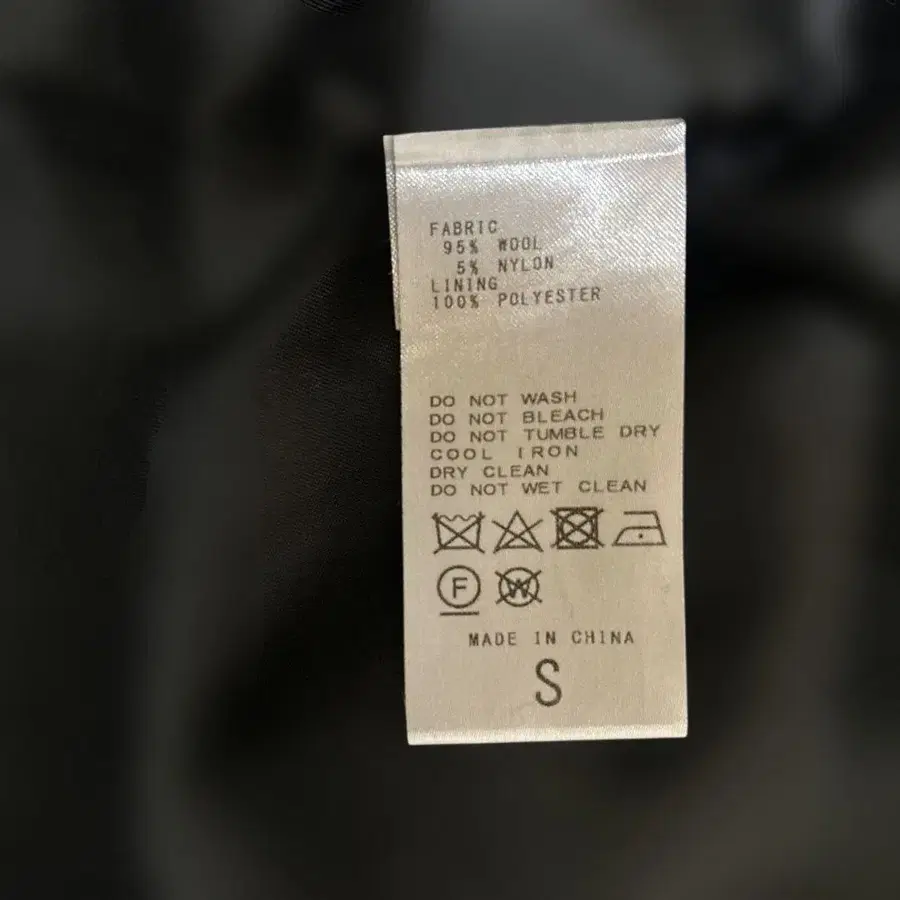 FABRIC
95% WOOL
5% NYLON
LINING
100% POLYESTER
DO NOT WASH
DO NOT BLEACH
DO NOT TUMBLE DRY
COOL IRON
DRY CLEAN
DO NOT WET CLEAN
F W
MADE IN CHINA
S